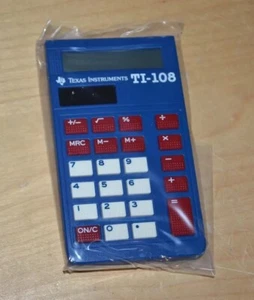 TEXAS INSTRUMENTS TI-108
+/- √ % ÷
MRC M− M+ ×
7 8 9 −
4 5 6 +
1 2 3 =
ON/C 0 •